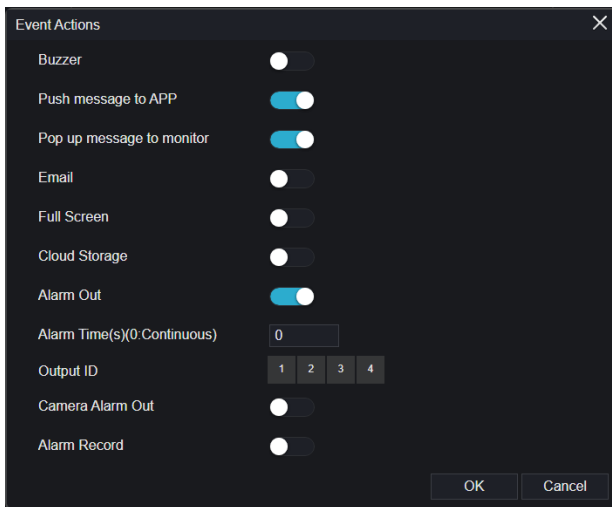 Event Actions
Buzzer
Push message to APP
Pop up message to monitor
Email
Full Screen
Cloud Storage
Alarm Out
Alarm Time(s)(0:Continuous) 0
Output ID 1 2 3 4
Camera Alarm Out
Alarm Record
OK Cancel